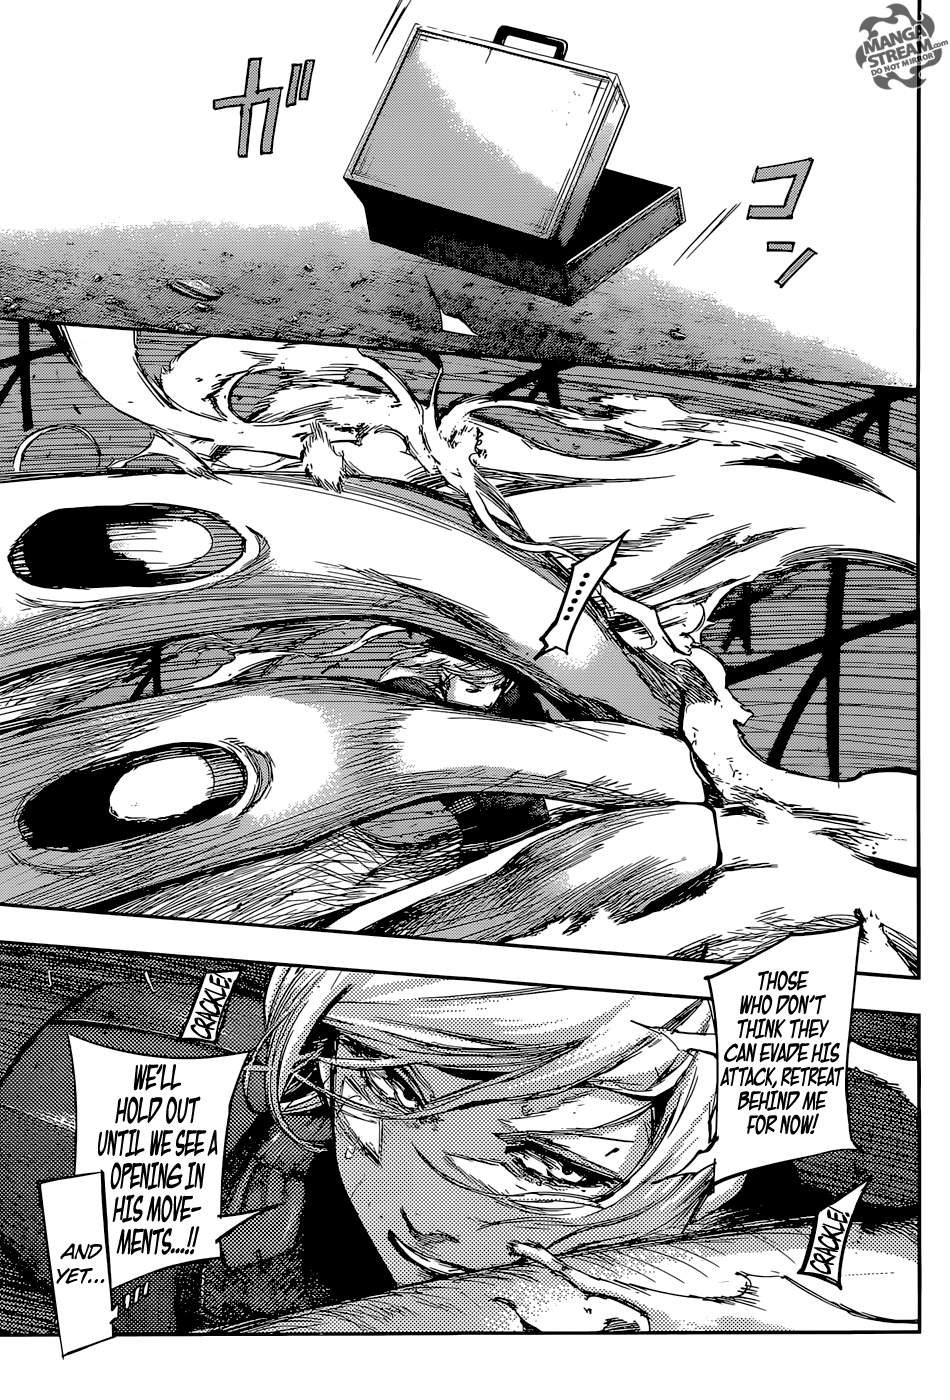 MANGA
STREAM.com
DO NOT MIRROR
ガ
コン
......
THOSE
WHO DON'T
THINK THEY
CAN EVADE HIS
ATTACK, RETREAT
BEHIND ME
FOR NOW!
CRACKLE!
WE'LL
HOLD OUT
UNTIL WE SEE A
OPENING IN
HIS MOVE-
MENTS....!!
CRACKLE!
AND
YET...